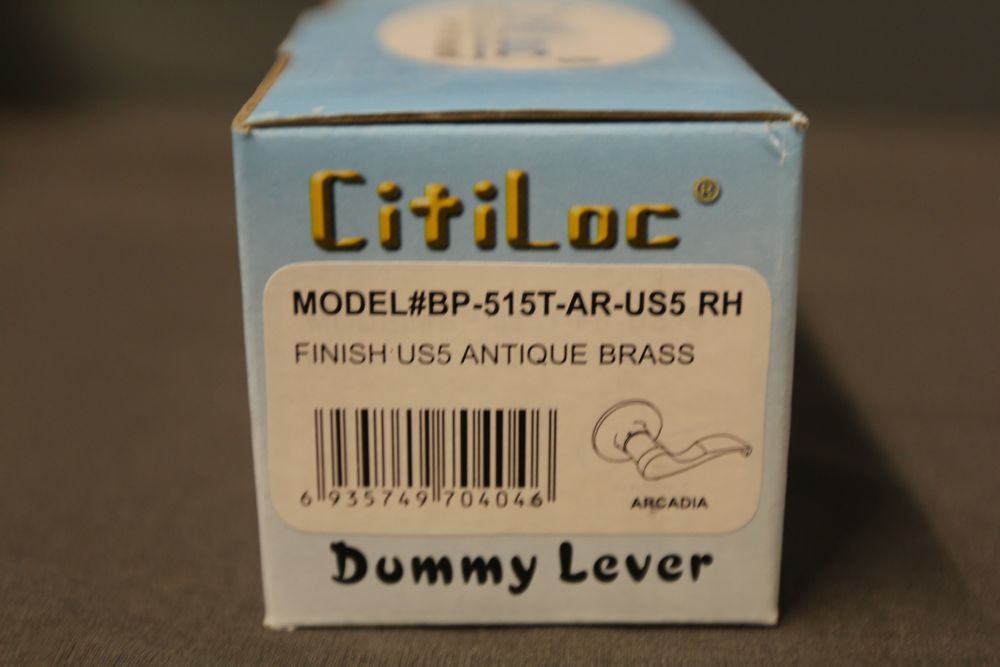 CitiLoc®
MODEL#BP-515T-AR-US5 RH
FINISH US5 ANTIQUE BRASS
6 935749 704046
ARCADIA
Dummy Lever